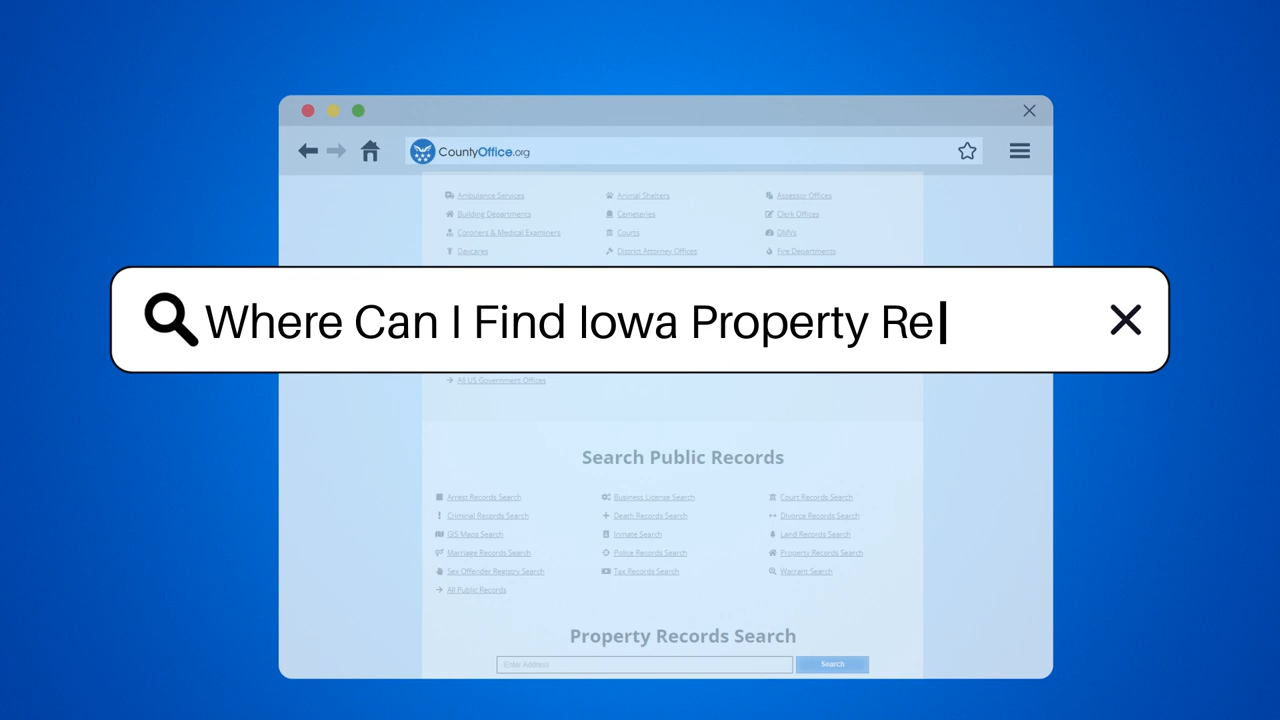 CountyOffice.org
Ambulance Services Animal Shelters Assessor Offices
Building Departments Cemeteries Clerk Offices
Coroners & Medical Examiners Courts DMVs
Daycares District Attorney Offices Fire Departments
Where Can I Find Iowa Property Re
All US Government Offices
Search Public Records
Arrest Records Search Business License Search Court Records Search
Criminal Records Search Death Records Search Divorce Records Search
GIS Maps Search Inmate Search Land Records Search
Marriage Records Search Police Records Search Property Records Search
Sex Offender Registry Search Tax Records Search Warrant Search
All Public Records
Property Records Search
Enter Address Search